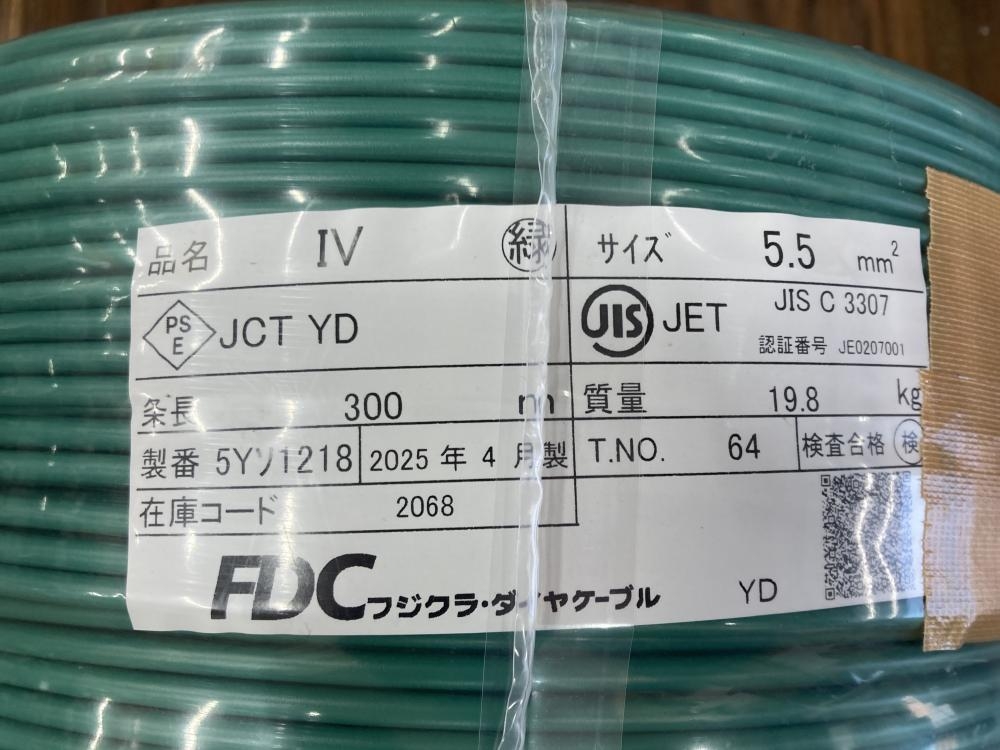 品名 IV 緑 サイズ 5.5 mm²
PS E JCT YD JIS JET JIS C 3307
認証番号 JE0207001
条長 300 m 質量 19.8 kg
製番 5Yソ1218 2025 年 4 月製 T.NO. 64 検査合格 検
在庫コード 2068
FDC フジクラ・ダイヤケーブル YD